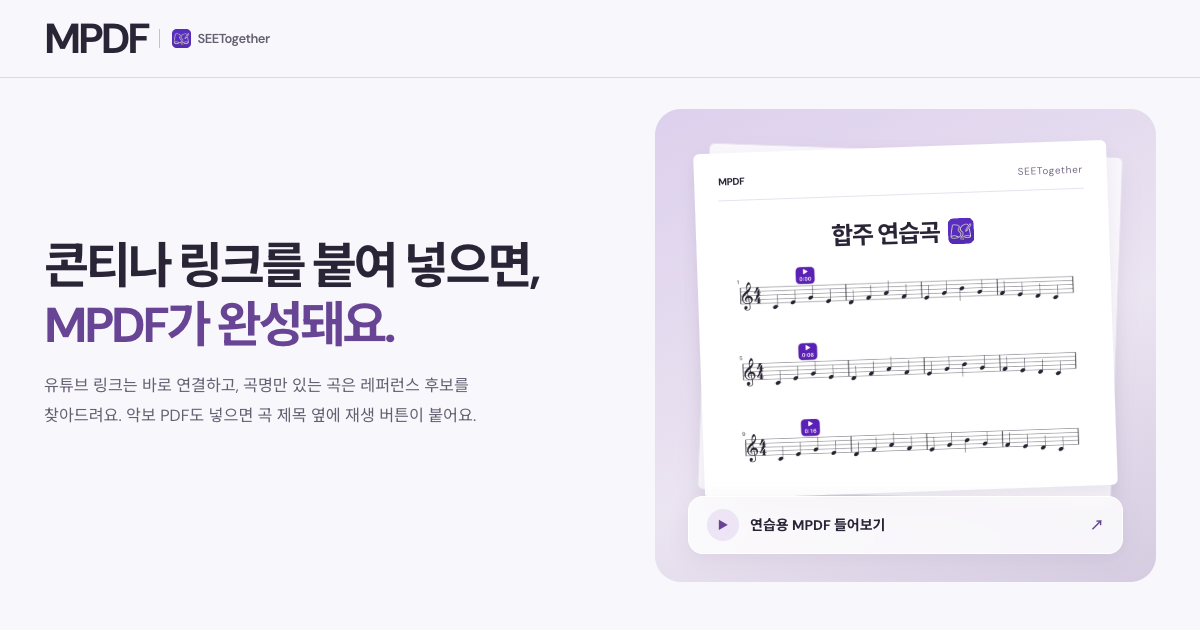 MPDF
SEETogether
콘티나 링크를 붙여 넣으면,
MPDF가 완성돼요.
유튜브 링크는 바로 연결하고, 곡명만 있는 곡은 레퍼런스 후보를
찾아드려요. 악보 PDF도 넣으면 곡 제목 옆에 재생 버튼이 붙어요.
MPDF
SEETogether
합주 연습곡
1
0:00
5
0:08
9
0:16
연습용 MPDF 들어보기